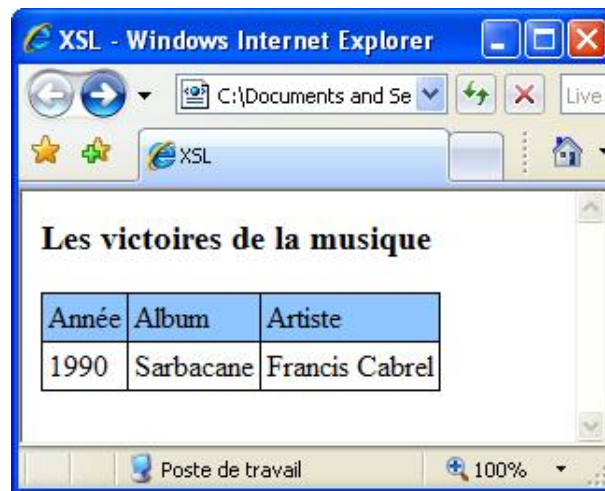 XSL - Windows Internet Explorer
C:\Documents and Se
Live
XSL
Les victoires de la musique
Année Album Artiste
1990 Sarbacane Francis Cabrel
Poste de travail 100%